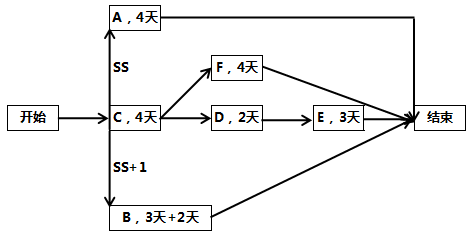 A，4天
SS
F，4天
开始
C，4天
D，2天
E，3天
结束
SS+1
B，3天+2天